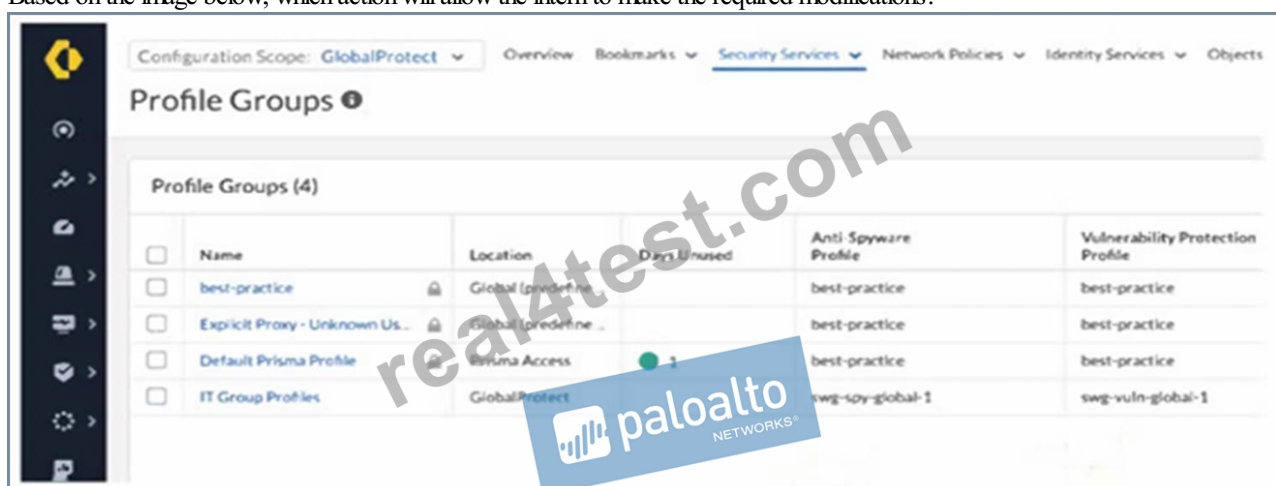 Based on the image below, which action will allow the intern to make the required modifications?
Configuration Scope: GlobalProtect Overview Bookmarks Security Services Network Policies Identity Services Objects
Profile Groups
Profile Groups (4)
Name Location Days Unused Anti-Spyware Profile Vulnerability Protection Profile
best-practice Global (predefine ... best-practice best-practice
Explicit Proxy - Unknown Us... Global (predefine ... best-practice best-practice
Default Prisma Profile Prisma Access 1 best-practice best-practice
IT Group Profiles GlobalProtect swg-spy-global-1 swg-vuln-global-1
real4test.com
paloalto
NETWORKS®